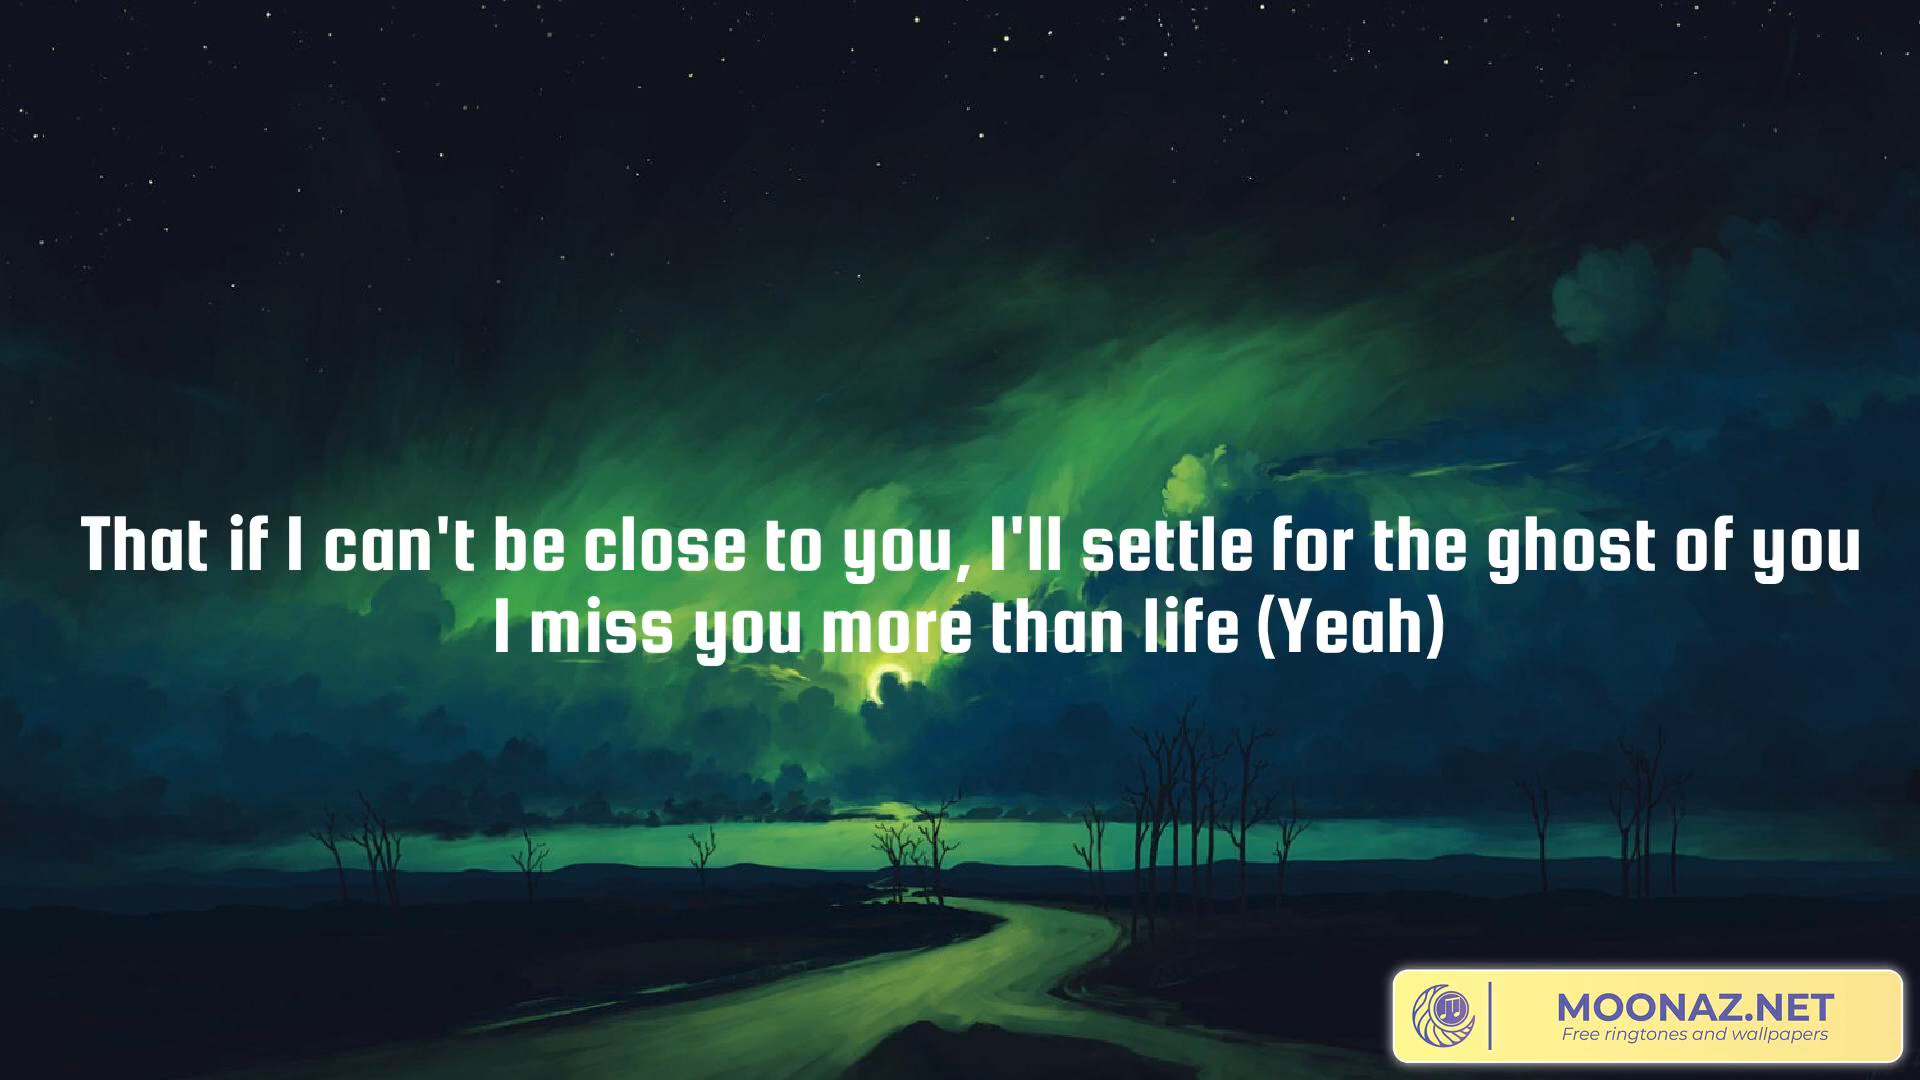 That if I can't be close to you, I'll settle for the ghost of you
I miss you more than life (Yeah)
MOONAZ.NET
Free ringtones and wallpapers